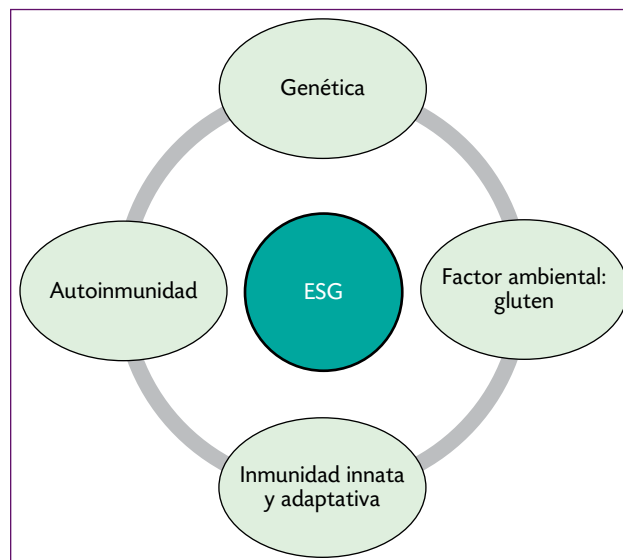 Genética
Autoinmunidad
ESG
Factor ambiental:
gluten
Inmunidad innata
y adaptativa